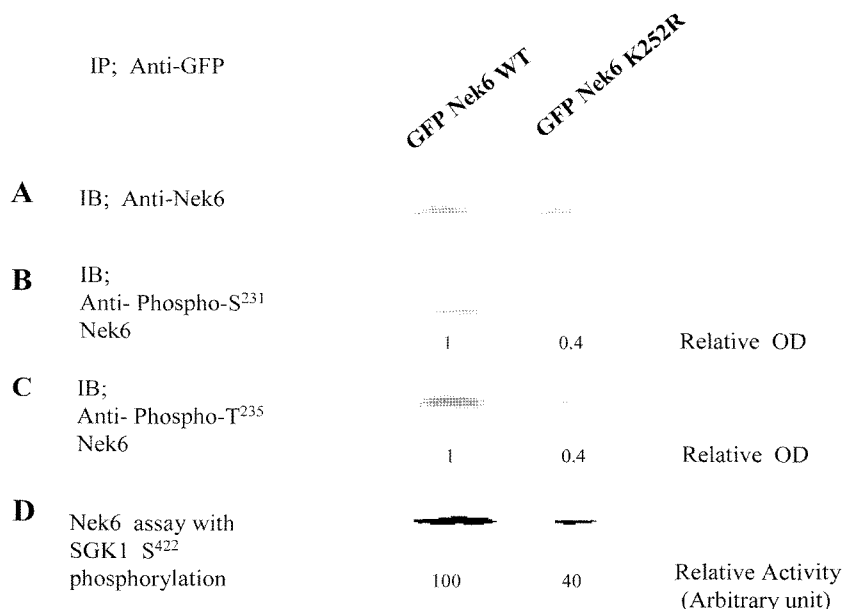 IP; Anti-GFP
GFP Nek6 WT
GFP Nek6 K252R
A
IB; Anti-Nek6
B
IB;
Anti- Phospho-S231
Nek6
1 0.4 Relative OD
C
IB;
Anti- Phospho-T235
Nek6
1 0.4 Relative OD
D
Nek6 assay with
SGK1 S422
phosphorylation
100 40 Relative Activity
(Arbitrary unit)